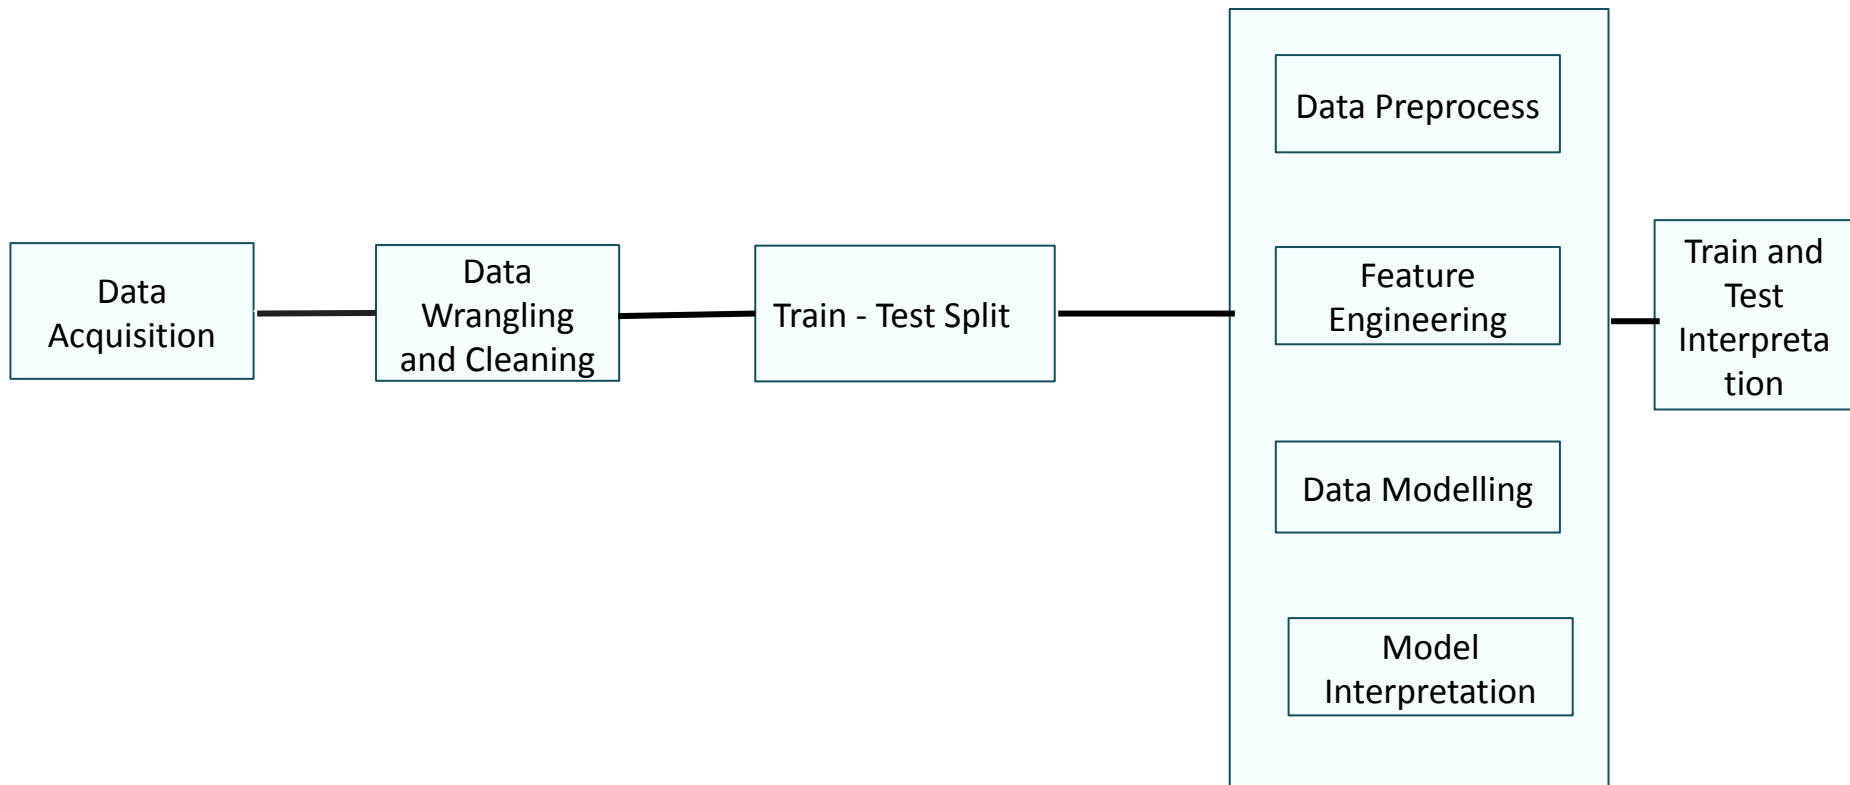 Data
Acquisition
Data
Wrangling
and Cleaning
Train - Test Split
Data Preprocess
Feature
Engineering
Data Modelling
Model
Interpretation
Train and
Test
Interpreta
tion